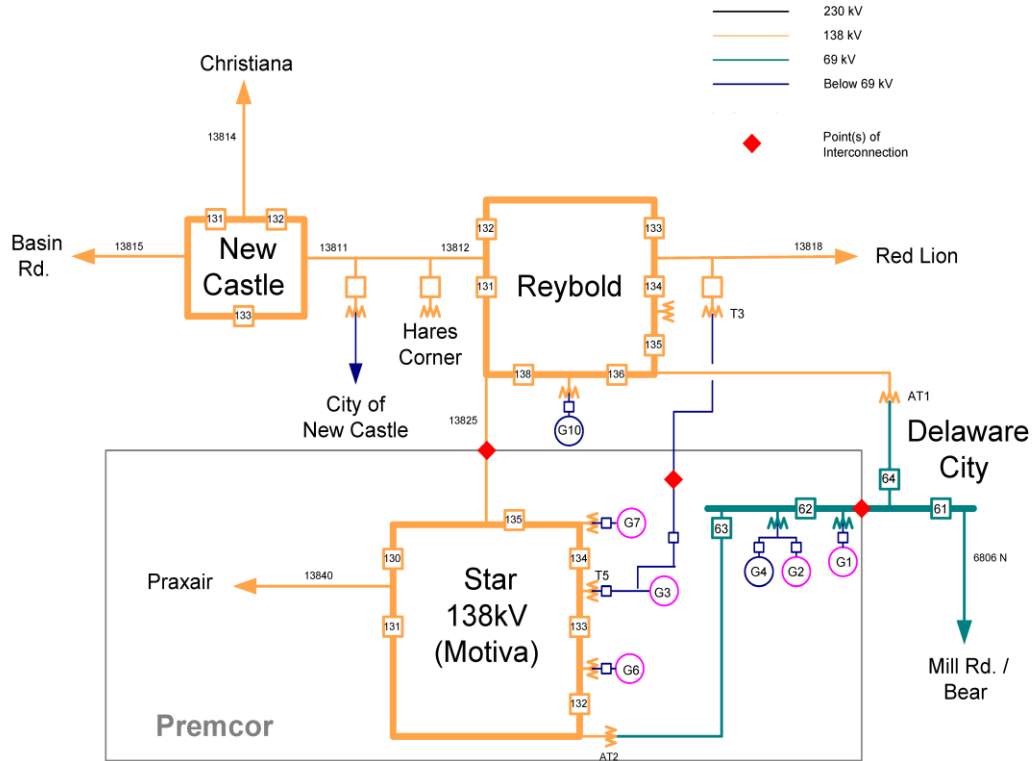 230 kV
138 kV
69 kV
Below 69 kV
Point(s) of
Interconnection
Christiana
13814
131
132
Basin
Rd.
13815
New
Castle
133
13811
13812
Hares
Corner
City of
New Castle
132
131
Reybold
133
134
135
138
136
13818
Red Lion
T3
G10
13825
AT1
Delaware
City
64
63
62
61
G4
G2
G1
6806 N
Mill Rd. /
Bear
135
G7
130
134
Praxair
13840
Star
138kV
(Motiva)
T5
G3
131
133
G6
132
AT2
Premcor